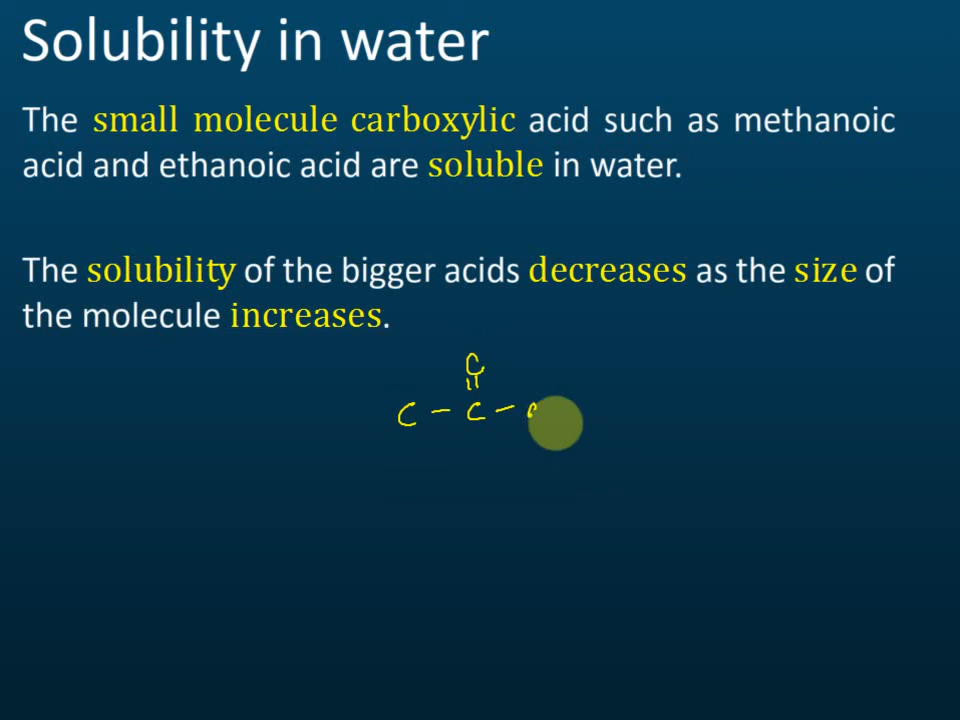 Solubility in water
The small molecule carboxylic acid such as methanoic
acid and ethanoic acid are soluble in water.
The solubility of the bigger acids decreases as the size of
the molecule increases.
C - C -